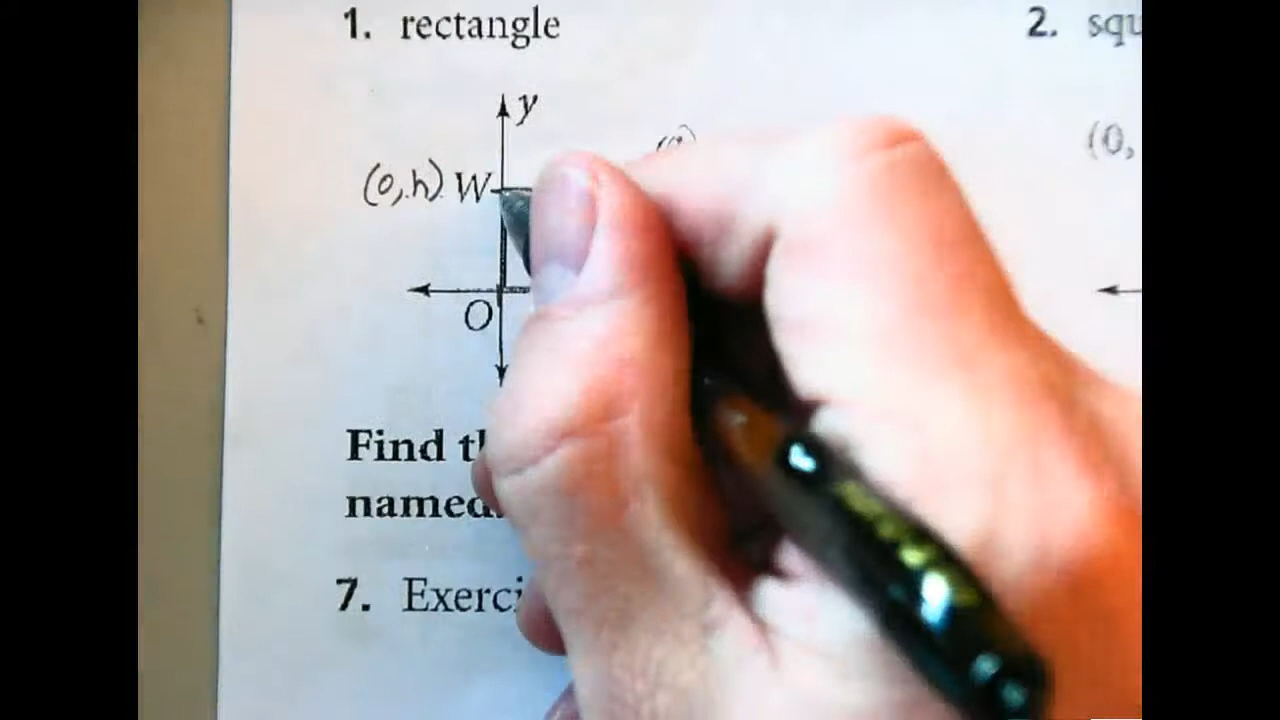 1. rectangle
2. squ
y
(0,
(0,h) W
O
Find t
named.
7. Exerci